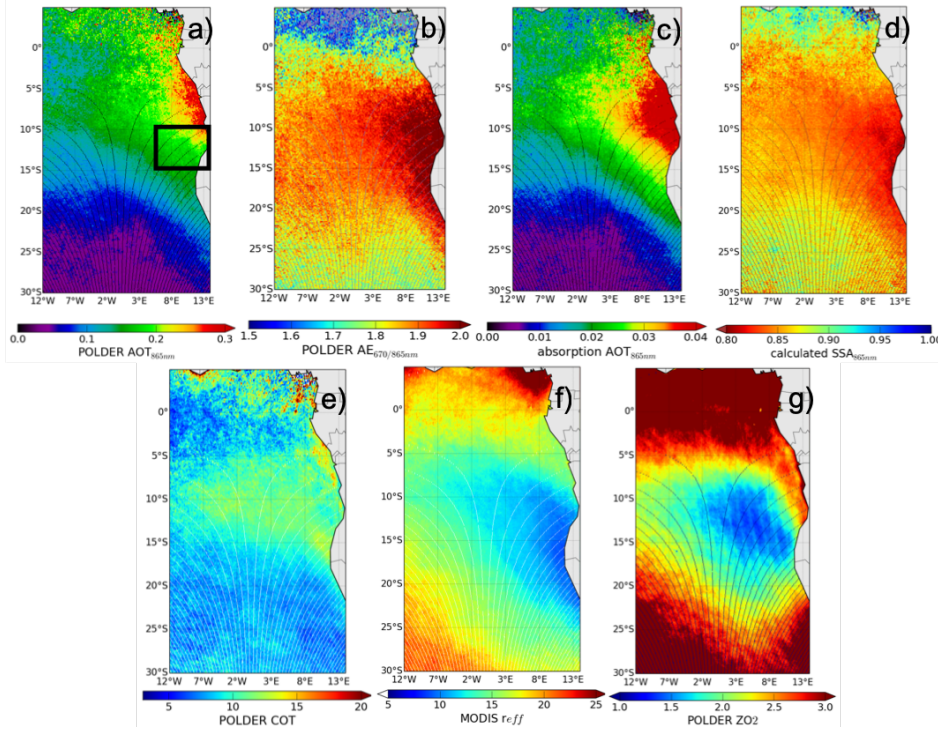 a) b) c) d)
0°
5°S
10°S
15°S
20°S
25°S
30°S
0°
5°S
10°S
15°S
20°S
25°S
30°S
0°
5°S
10°S
15°S
20°S
25°S
30°S
0°
5°S
10°S
15°S
20°S
25°S
30°S
12°W 7°W 2°W 3°E 8°E 13°E
12°W 7°W 2°W 3°E 8°E 13°E
12°W 7°W 2°W 3°E 8°E 13°E
12°W 7°W 2°W 3°E 8°E 13°E
0.0 0.1 0.2 0.3
POLDER AOT865nm
1.5 1.6 1.7 1.8 1.9 2.0
POLDER AE670/865nm
0.00 0.01 0.02 0.03 0.04
absorption AOT865nm
0.80 0.85 0.90 0.95 1.00
calculated SSA865nm
e) f) g)
0°
5°S
10°S
15°S
20°S
25°S
30°S
0°
5°S
10°S
15°S
20°S
25°S
30°S
0°
5°S
10°S
15°S
20°S
25°S
30°S
12°W 7°W 2°W 3°E 8°E 13°E
12°W 7°W 2°W 3°E 8°E 13°E
12°W 7°W 2°W 3°E 8°E 13°E
5 10 15 20
POLDER COT
5 10 15 20 25
MODIS reff
1.0 1.5 2.0 2.5 3.0
POLDER ZO2